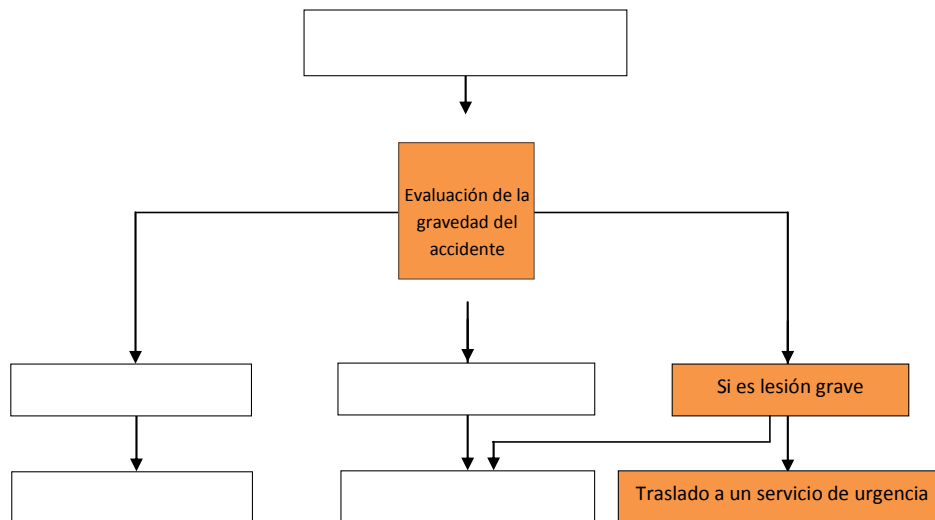 Evaluación de la
gravedad del
accidente
Si es lesión grave
Traslado a un servicio de urgencia